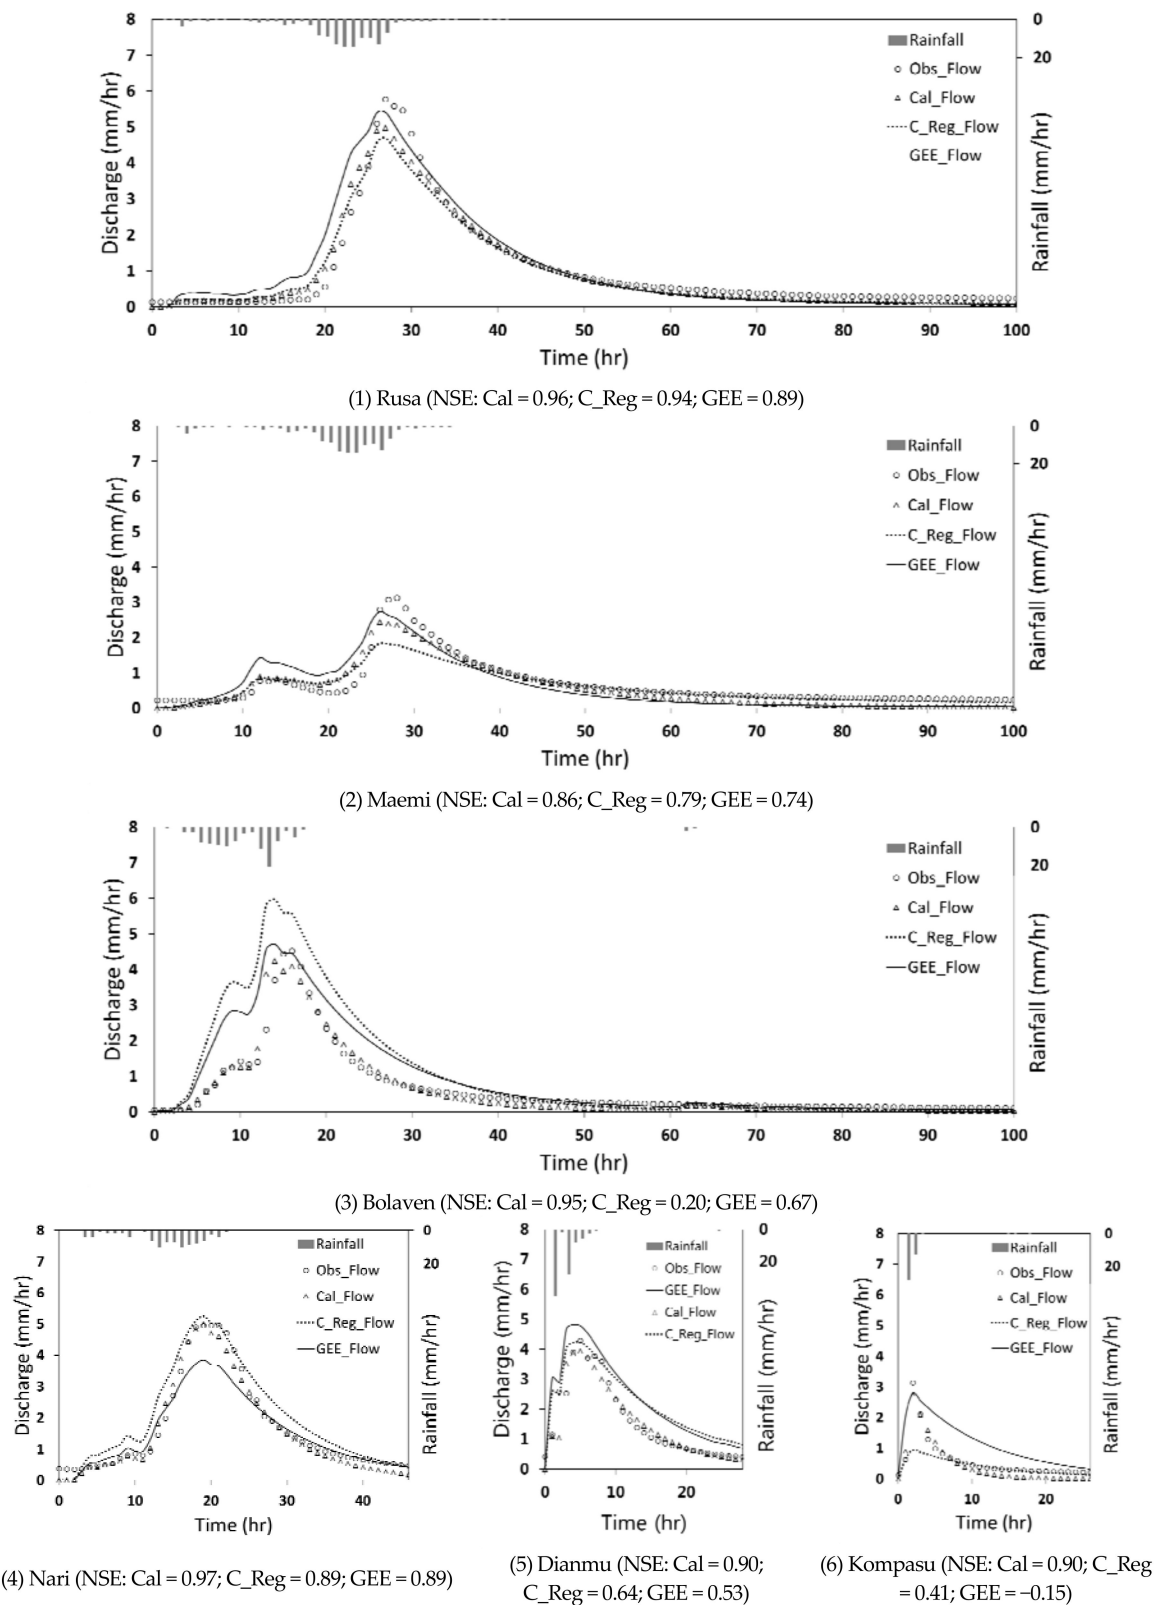 8
7
6
5
4
3
2
1
0
Discharge (mm/hr)
0 10 20 30 40 50 60 70 80 90 100
Time (hr)
0
20
Rainfall (mm/hr)
Rainfall
Obs_Flow
Cal_Flow
C_Reg_Flow
GEE_Flow
(1) Rusa (NSE: Cal = 0.96; C_Reg = 0.94; GEE = 0.89)
8
7
6
5
4
3
2
1
0
Discharge (mm/hr)
0 10 20 30 40 50 60 70 80 90 100
Time (hr)
0
20
Rainfall (mm/hr)
Rainfall
Obs_Flow
Cal_Flow
C_Reg_Flow
GEE_Flow
(2) Maemi (NSE: Cal = 0.86; C_Reg = 0.79; GEE = 0.74)
8
7
6
5
4
3
2
1
0
Discharge (mm/hr)
0 10 20 30 40 50 60 70 80 90 100
Time (hr)
0
20
Rainfall (mm/hr)
Rainfall
Obs_Flow
Cal_Flow
C_Reg_Flow
GEE_Flow
(3) Bolaven (NSE: Cal = 0.95; C_Reg = 0.20; GEE = 0.67)
8
7
6
5
4
3
2
1
0
Discharge (mm/hr)
0 10 20 30 40
Time (hr)
0
20
Rainfall (mm/hr)
Rainfall
Obs_Flow
Cal_Flow
C_Reg_Flow
GEE_Flow
(4) Nari (NSE: Cal = 0.97; C_Reg = 0.89; GEE = 0.89)
8
7
6
5
4
3
2
1
0
Discharge (mm/hr)
0 10 20
Time (hr)
0
20
Rainfall (mm/hr)
Rainfall
Obs_Flow
GEE_Flow
Cal_Flow
C_Reg_Flow
(5) Dianmu (NSE: Cal = 0.90;
C_Reg = 0.64; GEE = 0.53)
8
7
6
5
4
3
2
1
0
Discharge (mm/hr)
0 10 20
Time (hr)
0
20
Rainfall (mm/hr)
Rainfall
Obs_Flow
Cal_Flow
C_Reg_Flow
GEE_Flow
(6) Kompasu (NSE: Cal = 0.90; C_Reg
= 0.41; GEE = −0.15)